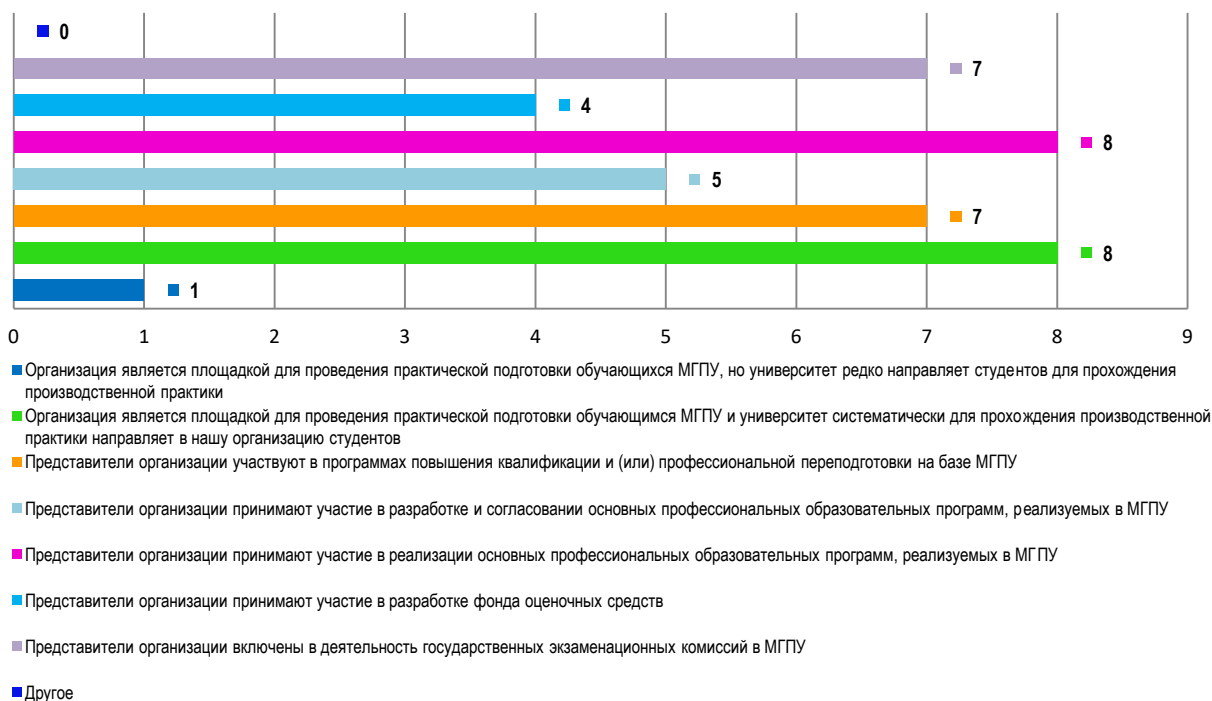 0
7
4
8
5
7
8
1
0 1 2 3 4 5 6 7 8 9
Организация является площадкой для проведения практической подготовки обучающихся МГПУ, но университет редко направляет студентов для прохождения
производственной практики
Организация является площадкой для проведения практической подготовки обучающимся МГПУ и университет систематически для прохождения производственной
практики направляет в нашу организацию студентов
Представители организации участвуют в программах повышения квалификации и (или) профессиональной переподготовки на базе МГПУ
Представители организации принимают участие в разработке и согласовании основных профессиональных образовательных программ, реализуемых в МГПУ
Представители организации принимают участие в реализации основных профессиональных образовательных программ, реализуемых в МГПУ
Представители организации принимают участие в разработке фонда оценочных средств
Представители организации включены в деятельность государственных экзаменационных комиссий в МГПУ
Другое